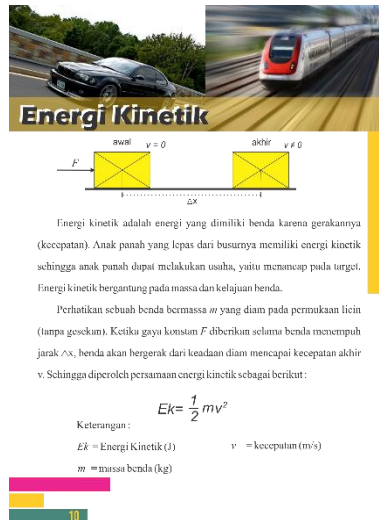 Energi Kinetik
awal v = 0 akhir v ≠ 0
F
△x
Energi kinetik adalah energi yang dimiliki benda karena gerakannya
(kecepatan). Anak panah yang lepas dari busurnya memiliki energi kinetik
sehingga anak panah dapat melakukan usaha, yaitu menancap pada target.
Energi kinetik bergantung pada massa dan kelajuan benda.
Perhatikan sebuah benda bermassa m yang diam pada permukaan licin
(tanpa gesekan). Ketika gaya konstan F diberikan selama benda menempuh
jarak △x, benda akan bergerak dari keadaan diam mencapai kecepatan akhir
v. Sehingga diperoleh persamaan energi kinetik sebagai berikut :
Ek= 1/2 mv²
Keterangan :
Ek = Energi Kinetik (J) v = kecepatan (m/s)
m = massa benda (kg)
10